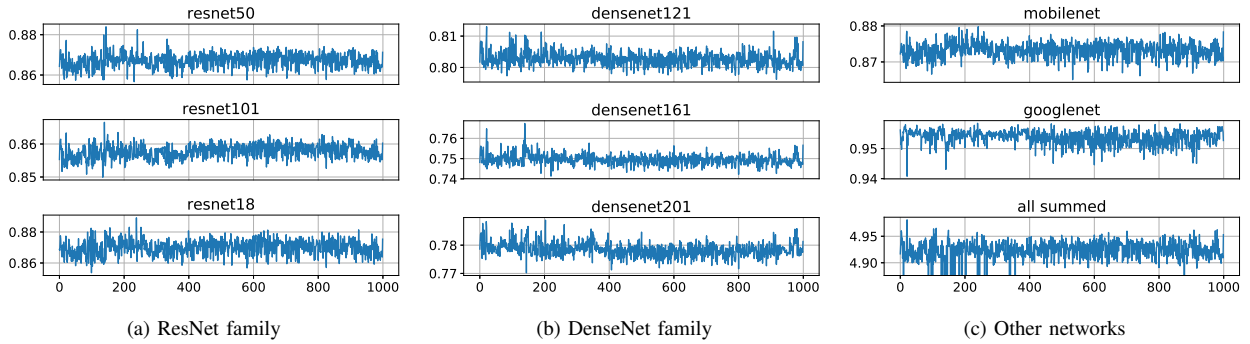 resnet50
0.88
0.86
resnet101
0.86
0.85
resnet18
0.88
0.86
0 200 400 600 800 1000
(a) ResNet family
densenet121
0.81
0.80
densenet161
0.76
0.75
0.74
densenet201
0.78
0.77
0 200 400 600 800 1000
(b) DenseNet family
mobilenet
0.88
0.87
googlenet
0.95
0.94
all summed
4.95
4.90
0 200 400 600 800 1000
(c) Other networks